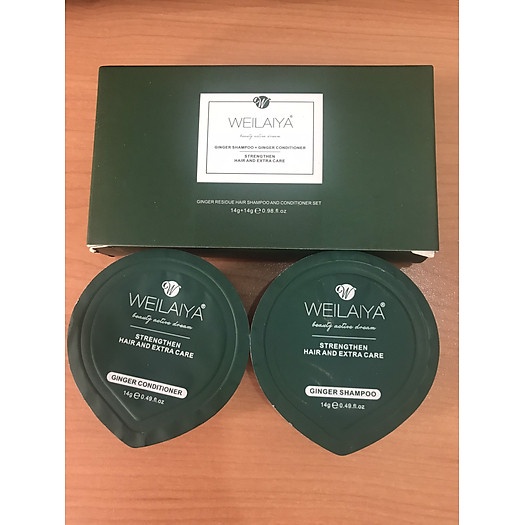 W
WEILAIYA®
beauty active dream
GINGER SHAMPOO + GINGER CONDITIONER
STRENGTHEN
HAIR AND EXTRA CARE
GINGER RESIDUE HAIR SHAMPOO AND CONDITIONER SET
14g+14g ℮ 0.98 fl.oz
W
WEILAIYA®
beauty active dream
STRENGTHEN
HAIR AND EXTRA CARE
GINGER CONDITIONER
14g ℮ 0.49 fl.oz
W
WEILAIYA®
beauty active dream
STRENGTHEN
HAIR AND EXTRA CARE
GINGER SHAMPOO
14g ℮ 0.49 fl.oz